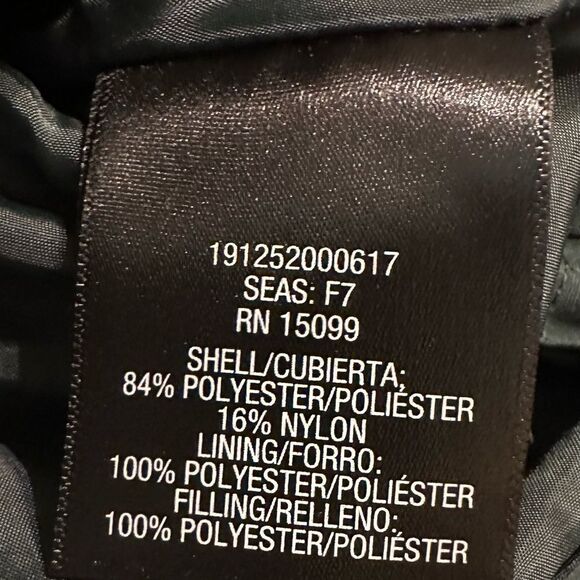 191252000617
SEAS: F7
RN 15099
SHELL/CUBIERTA:
84% POLYESTER/POLIÉSTER
16% NYLON
LINING/FORRO:
100% POLYESTER/POLIÉSTER
FILLING/RELLENO:
100% POLYESTER/POLIÉSTER